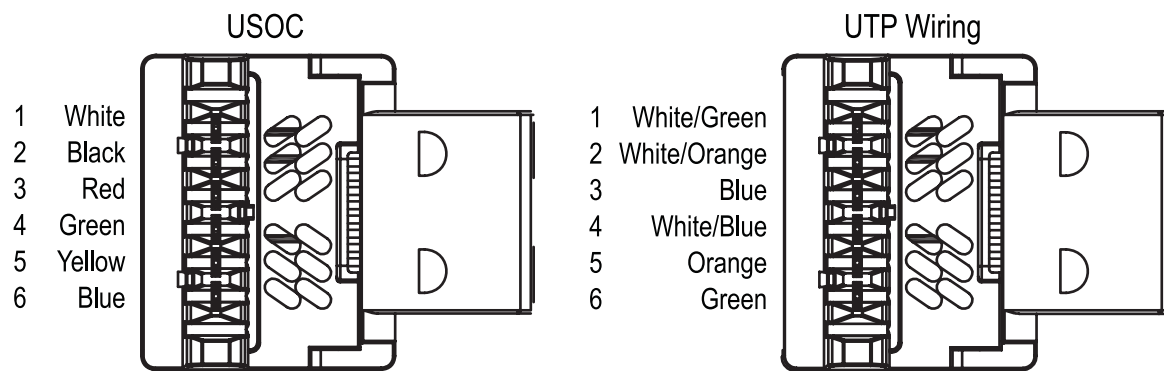 USOC
1 White
2 Black
3 Red
4 Green
5 Yellow
6 Blue
UTP Wiring
1 White/Green
2 White/Orange
3 Blue
4 White/Blue
5 Orange
6 Green